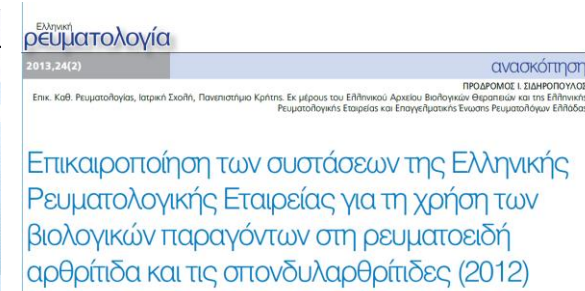 Ελληνική
ρευματολογία
2013,24(2)
ανασκόπηση
ΠΡΟΔΡΟΜΟΣ Ι. ΣΙΔΗΡΟΠΟΥΛΟΣ
Επικ. Καθ. Ρευματολογίας, Ιατρική Σχολή, Πανεπιστήμιο Κρήτης. Εκ μέρους του Ελληνικού Αρχείου Βιολογικών Θεραπειών και της Ελληνικής
Ρευματολογικής Εταιρείας και Επαγγελματικής Ένωσης Ρευματολόγων Ελλάδας
Επικαιροποίηση των συστάσεων της Ελληνικής
Ρευματολογικής Εταιρείας για τη χρήση των
βιολογικών παραγόντων στη ρευματοειδή
αρθρίτιδα και τις σπονδυλαρθρίτιδες (2012)